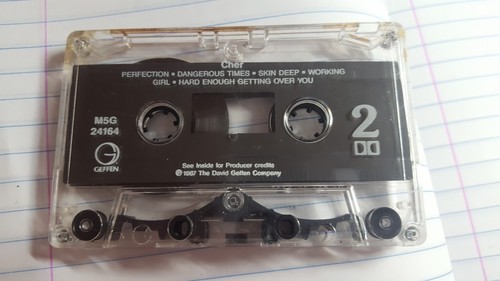 Cher
PERFECTION • DANGEROUS TIMES • SKIN DEEP • WORKING
GIRL • HARD ENOUGH GETTING OVER YOU
M5G
24164
2
GEFFEN
See Inside for Producer credits
℗1987 The David Geffen Company